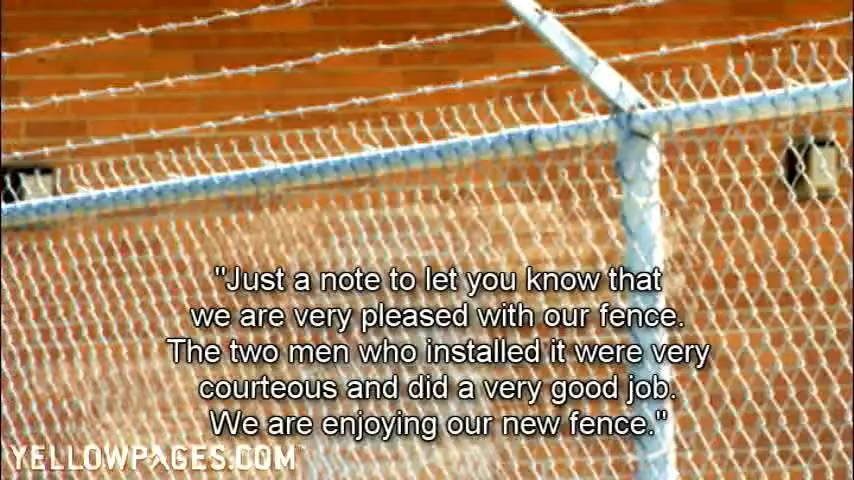 "Just a note to let you know that
we are very pleased with our fence.
The two men who installed it were very
courteous and did a very good job.
We are enjoying our new fence."
YELLOWPAGES.COM